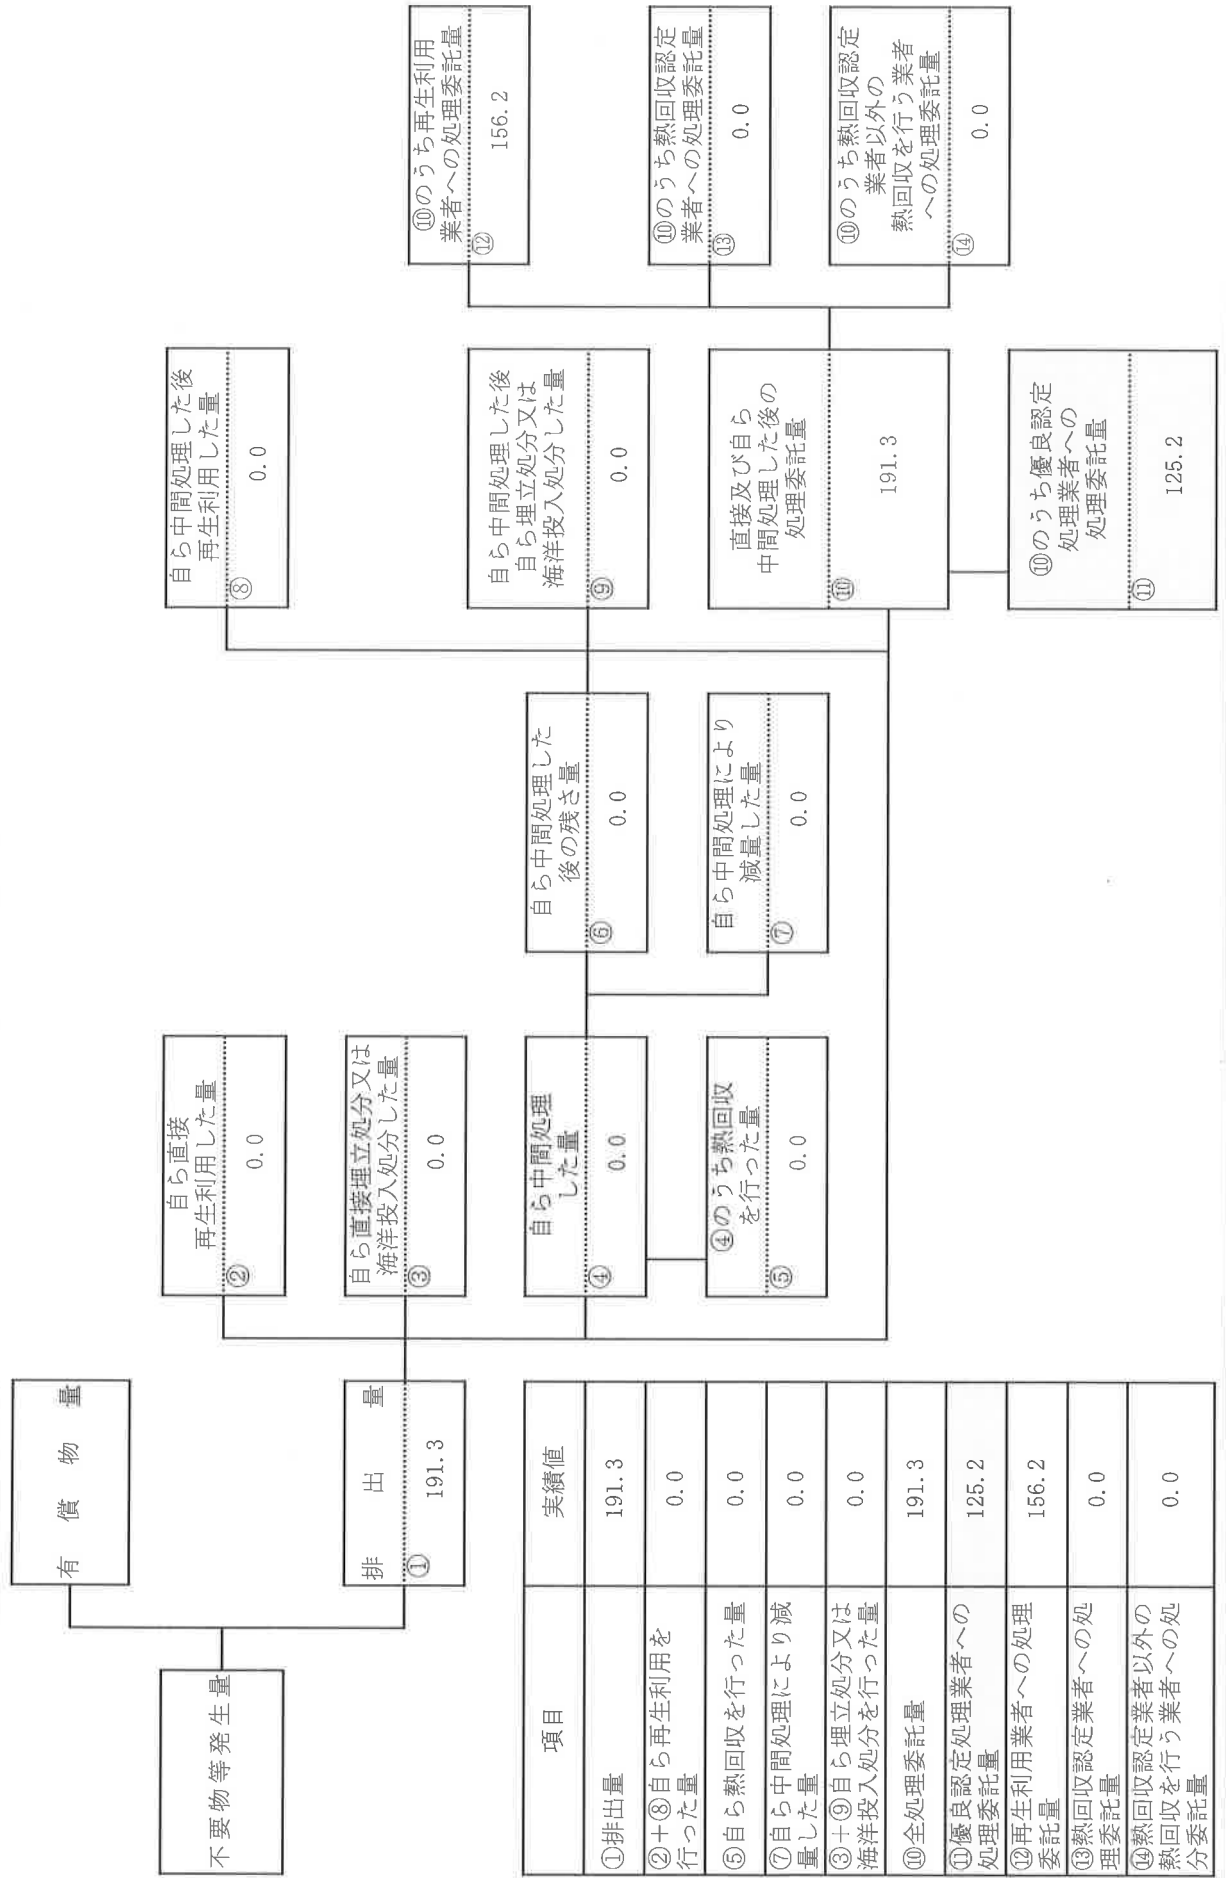 不要物等発生量
有償物量
排出量
①
191.3
自ら直接
再生利用した量
②
0.0
自ら直接埋立処分又は
海洋投入処分した量
③
0.0
自ら中間処理
した量
④
0.0
④のうち熱回収
を行った量
⑤
0.0
自ら中間処理した
後の残さ量
⑥
0.0
自ら中間処理により
減量した量
⑦
0.0
自ら中間処理した後
再生利用した量
⑧
0.0
自ら中間処理した後
自ら埋立処分又は
海洋投入処分した量
⑨
0.0
直接及び自ら
中間処理した後の
処理委託量
⑩
191.3
⑩のうち優良認定
処理業者への
処理委託量
⑪
125.2
⑩のうち再生利用
業者への処理委託量
⑫
156.2
⑩のうち熱回収認定
業者への処理委託量
⑬
0.0
⑩のうち熱回収認定
業者以外の
熱回収を行う業者
への処理委託量
⑭
0.0
項目 実績値
①排出量 191.3
②+⑧自ら再生利用を
行った量 0.0
⑤自ら熱回収を行った量 0.0
⑦自ら中間処理により減
量した量 0.0
③+⑨自ら埋立処分又は
海洋投入処分を行った量 0.0
⑩全処理委託量 191.3
⑪優良認定処理業者への
処理委託量 125.2
⑫再生利用業者への処理
委託量 156.2
⑬熱回収認定業者への処
理委託量 0.0
⑭熱回収認定業者以外の
熱回収を行う業者への処
分委託量 0.0